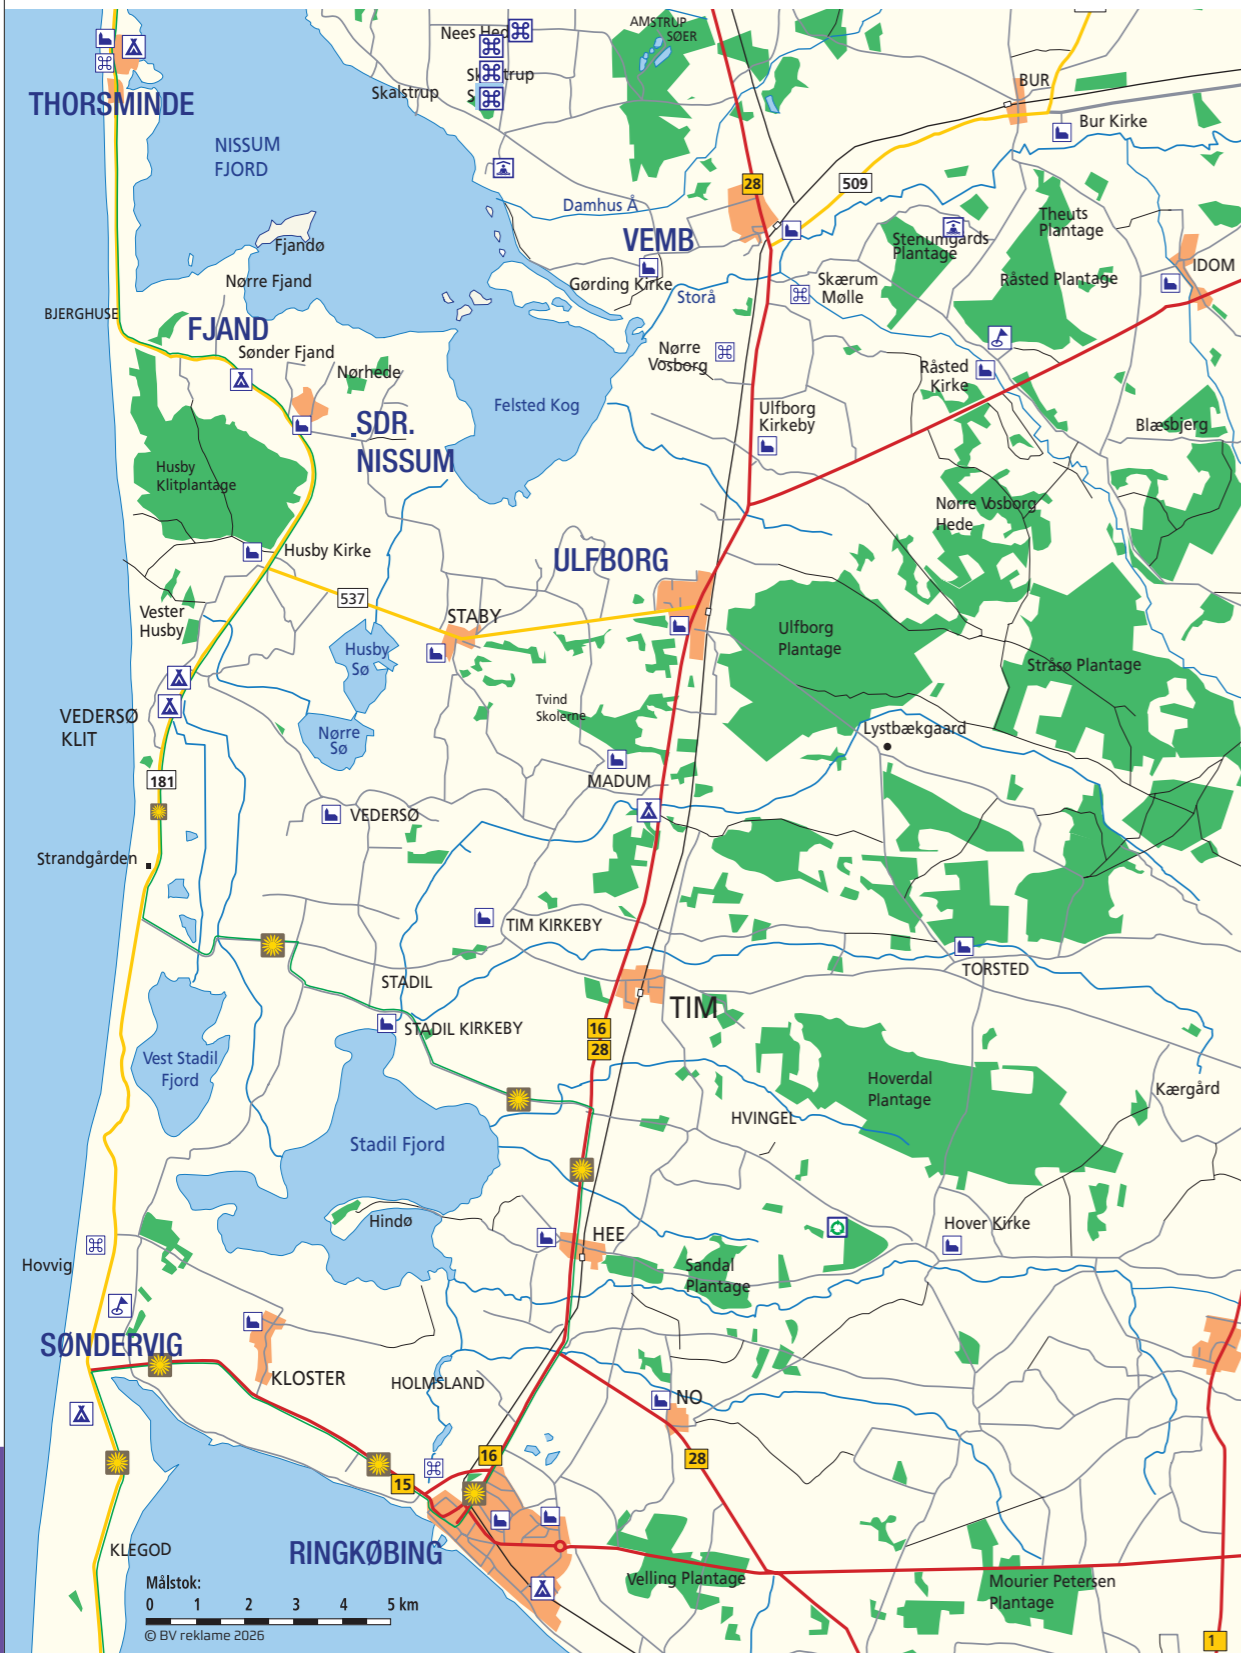 AMSTRUP
SØER
Nees Hed
Sk trup
S
Skalstrup
BUR
Bur Kirke
THORSMINDE
NISSUM
FJORD
28
509
Damhus Å
VEMB
Theuts
Plantage
Stenumgårds
Plantage
Fjandø
Gørding Kirke
Storå
Skærum
Mølle
Råsted Plantage
IDOM
Nørre Fjand
BJERGHUSE
FJAND
Sønder Fjand
Nørhede
Nørre
Vosborg
Råsted
Kirke
Felsted Kog
Ulfborg
Kirkeby
Blæsbjerg
SDR.
NISSUM
Husby
Klitplantage
Nørre Vosborg
Hede
Husby Kirke
ULFBORG
537
STABY
Vester
Husby
Husby
Sø
Ulfborg
Plantage
Stråsø Plantage
Tvind
Skolerne
VEDERSØ
KLIT
Nørre
Sø
Lystbækgaard
181
MADUM
VEDERSØ
Strandgården
TIM KIRKEBY
STADIL
TORSTED
TIM
STADIL KIRKEBY
16
28
Vest Stadil
Fjord
Hoverdal
Plantage
Kærgård
HVINGEL
Stadil Fjord
Hindø
HEE
Hover Kirke
Hovvig
Sandal
Plantage
SØNDERVIG
KLOSTER
HOLMSLAND
NO
16
28
15
KLEGOD
RINGKØBING
Velling Plantage
Mourier Petersen
Plantage
Målstok:
0 1 2 3 4 5 km
© BV reklame 2026
1